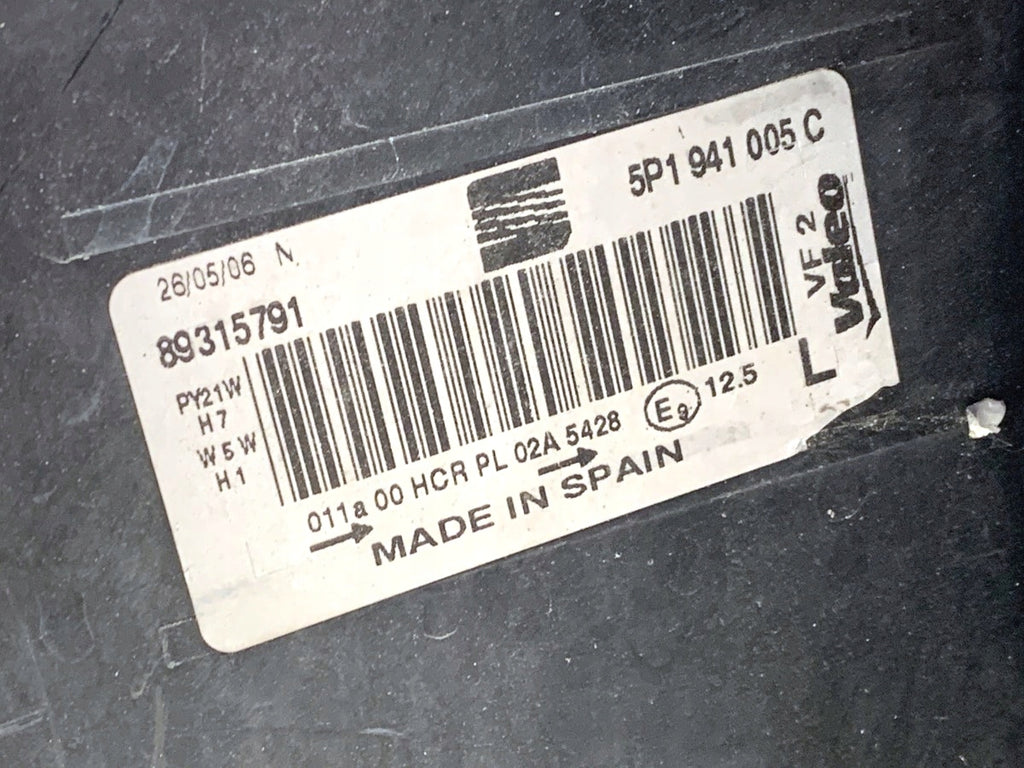 5P1 941 005 C
26/05/06 N
89315791
PY21W
H7
W5W
H1
VF 2
Valeo
L
011a 00 HCR PL 02A 5428 E9 12.5
MADE IN SPAIN